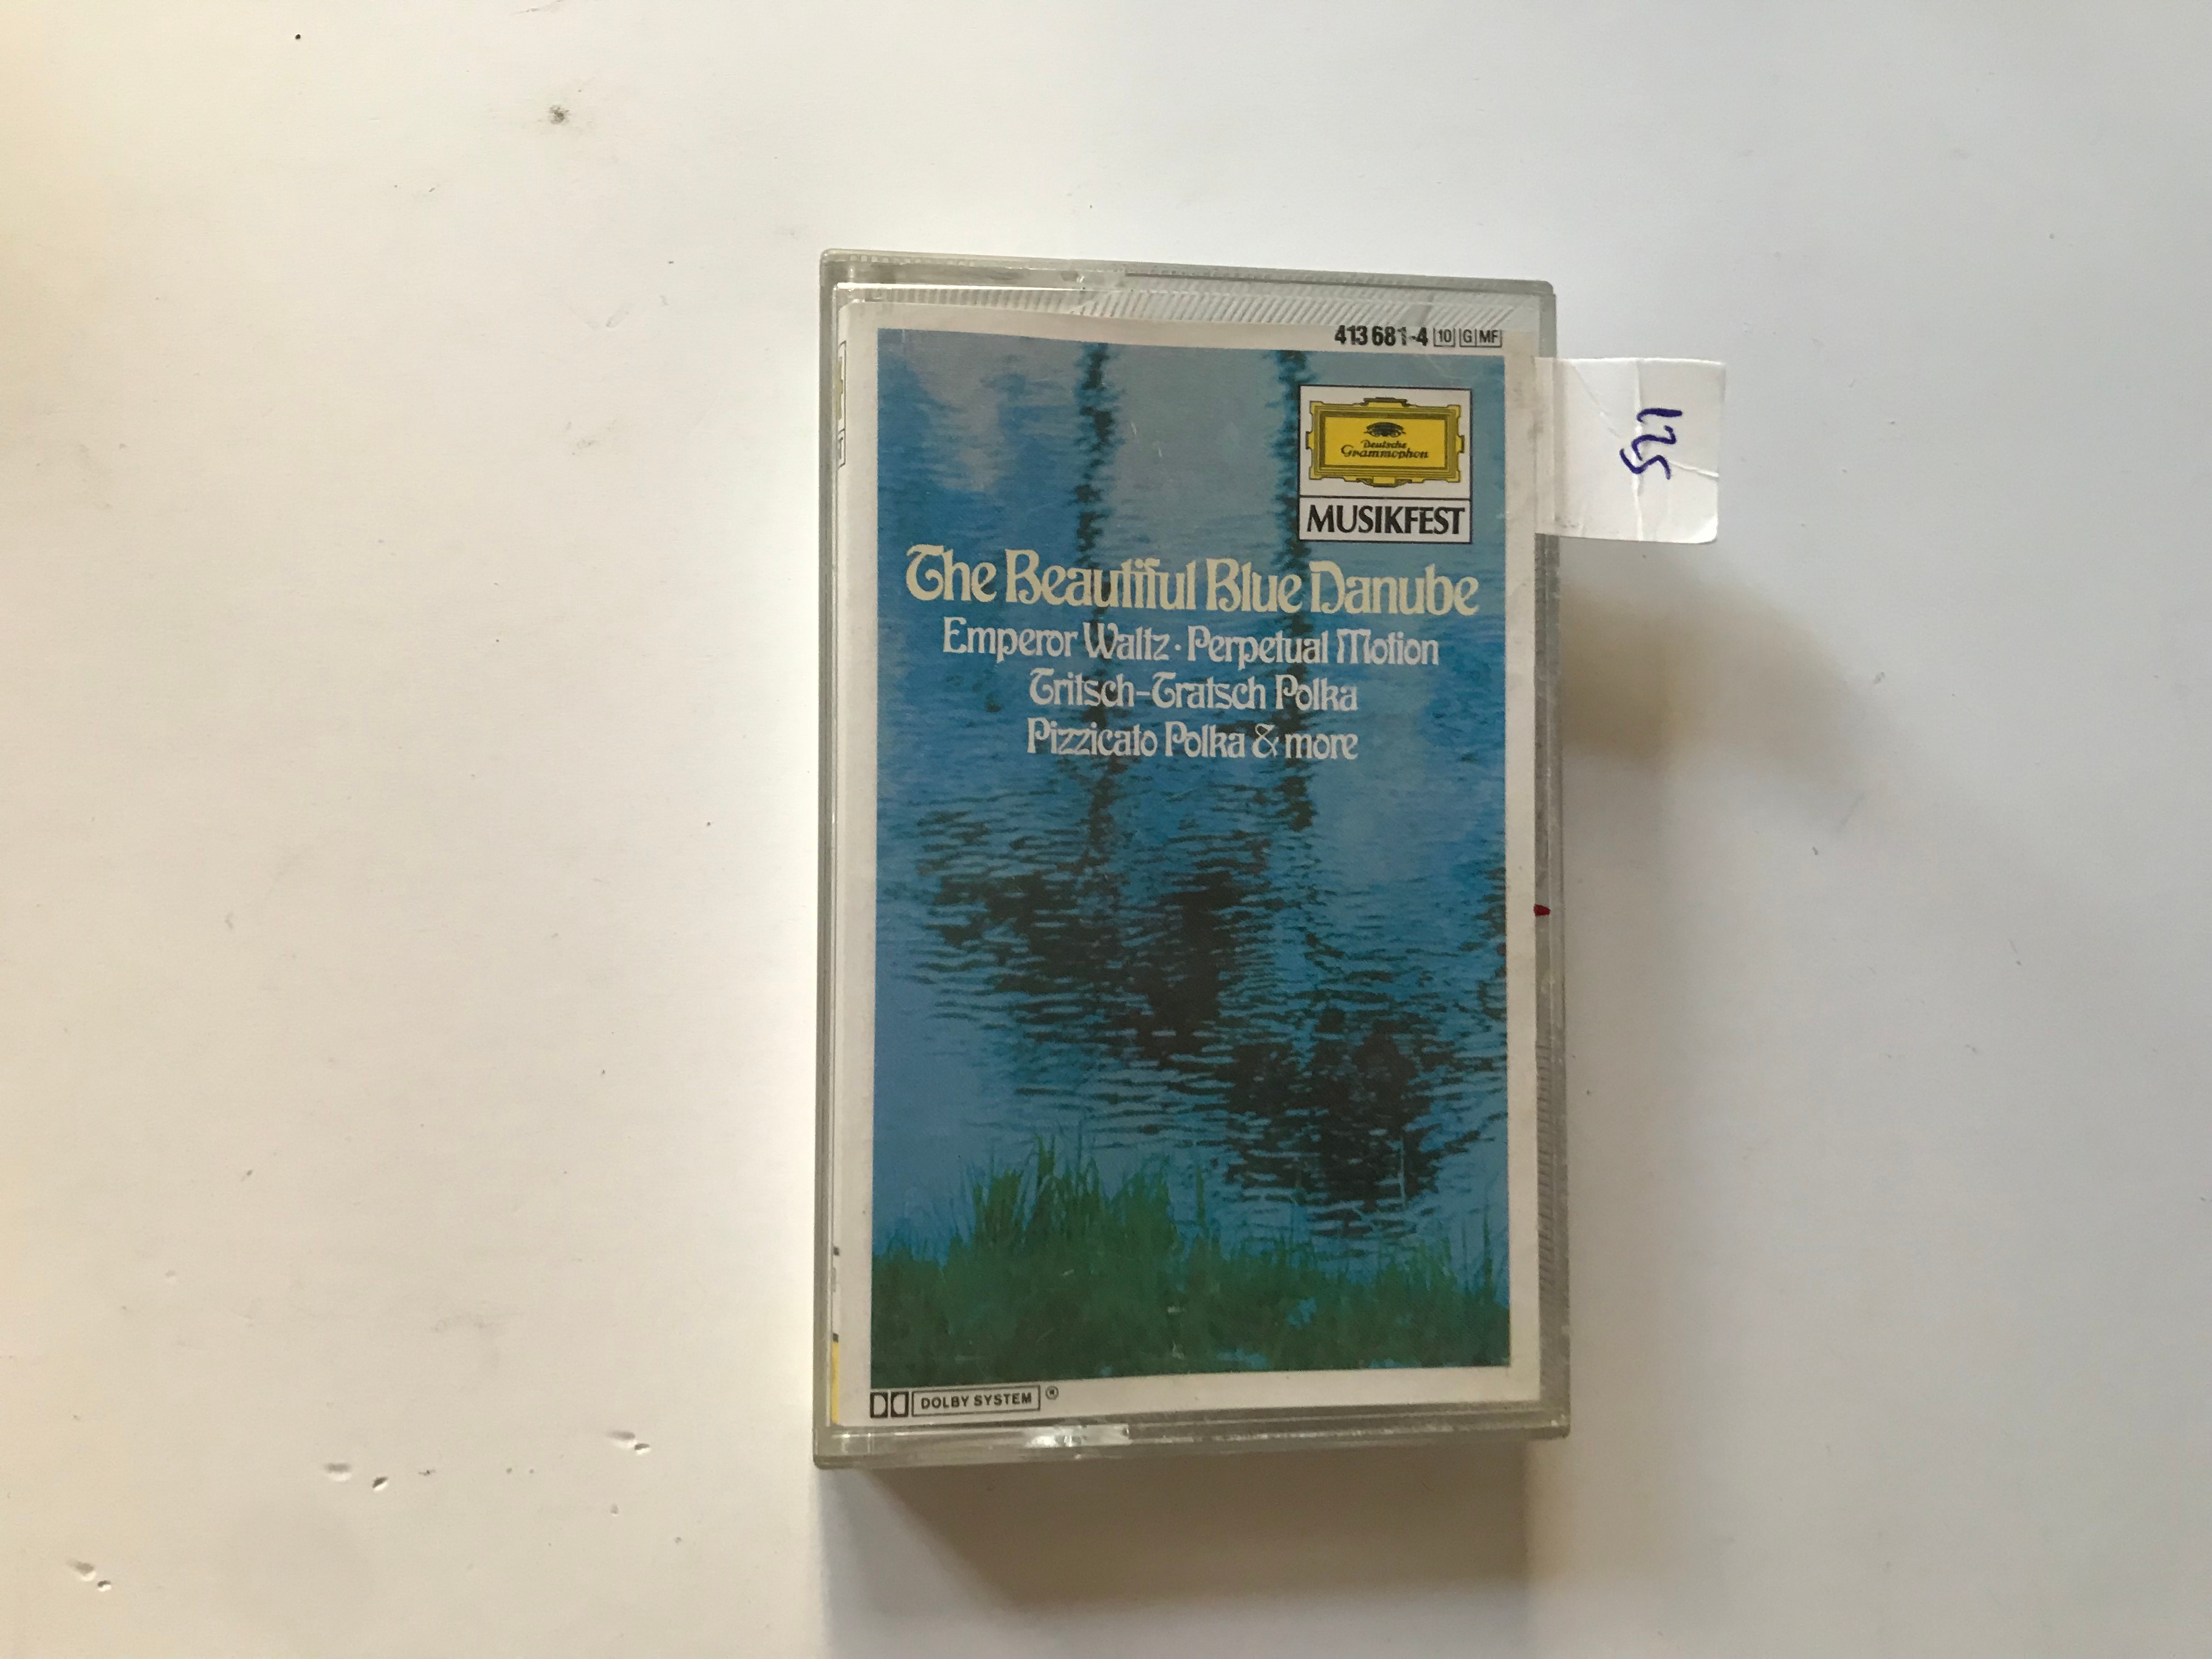 413 681-4 10 G MF
Deutsche
Grammophon
MUSIKFEST
The Beautiful Blue Danube
Emperor Waltz · Perpetual Motion
Tritsch-Tratsch Polka
Pizzicato Polka & more
DOLBY SYSTEM ®